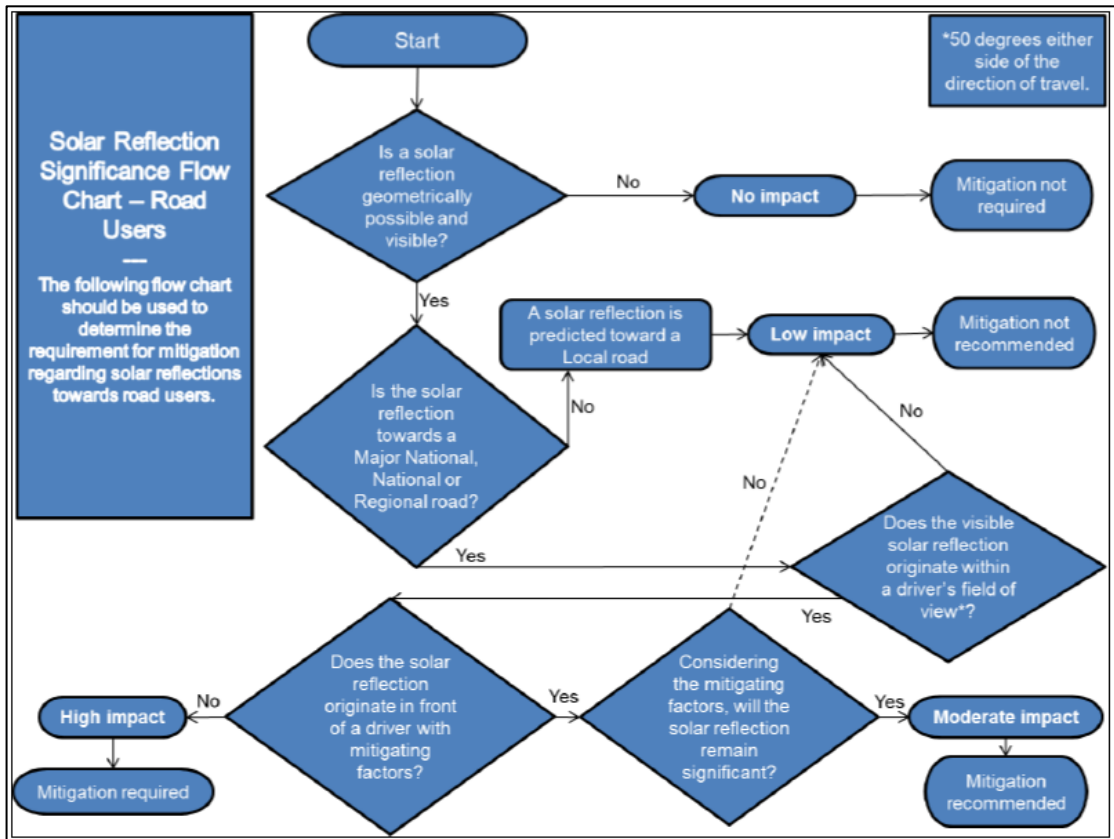 Solar Reflection
Significance Flow
Chart – Road
Users
—
The following flow chart
should be used to
determine the
requirement for mitigation
regarding solar reflections
towards road users.
Start
*50 degrees either
side of the
direction of travel.
Is a solar
reflection
geometrically
possible and
visible?
No
No impact
Mitigation not
required
Yes
Is the solar
reflection
towards a
Major National,
National or
Regional road?
No
A solar reflection is
predicted toward a
Local road
Low impact
Mitigation not
recommended
Yes
Does the visible
solar reflection
originate within
a driver's field of
view*?
No
Yes
Does the solar
reflection
originate in front
of a driver with
mitigating
factors?
No
High impact
Mitigation required
Yes
Considering
the mitigating
factors, will the
solar reflection
remain
significant?
No
Yes
Moderate impact
Mitigation
recommended